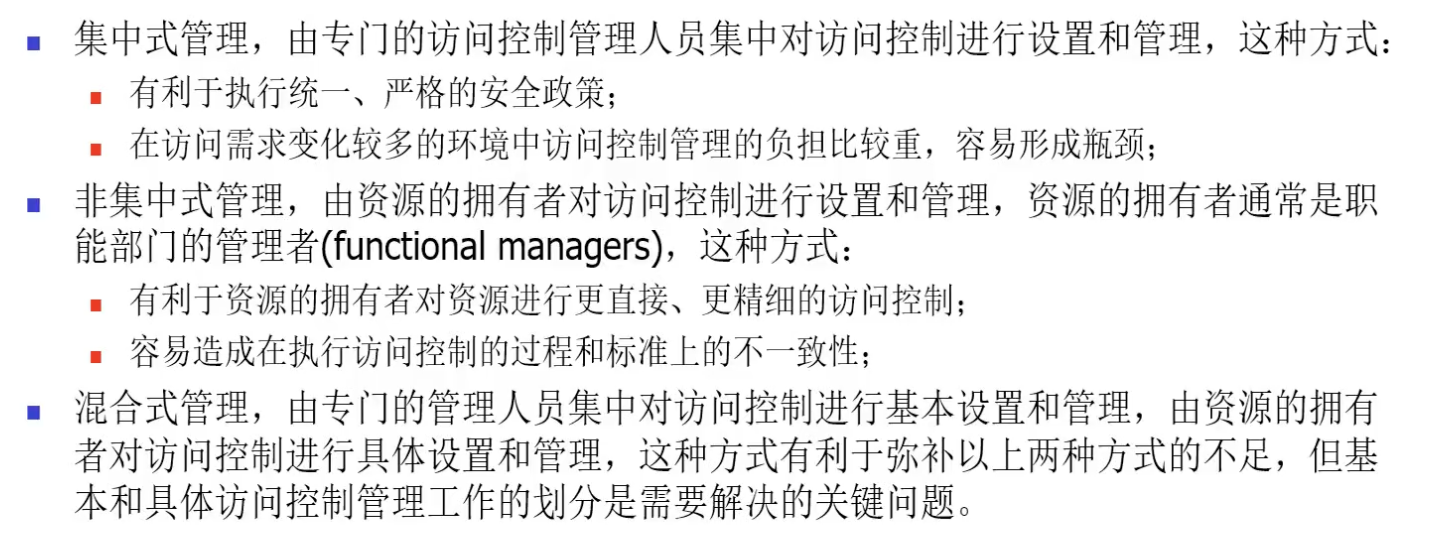 集中式管理，由专门的访问控制管理人员集中对访问控制进行设置和管理，这种方式：
有利于执行统一、严格的安全政策；
在访问需求变化较多的环境中访问控制管理的负担比较重，容易形成瓶颈；
非集中式管理，由资源的拥有者对访问控制进行设置和管理，资源的拥有者通常是职
能部门的管理者(functional managers)，这种方式：
有利于资源的拥有者对资源进行更直接、更精细的访问控制；
容易造成在执行访问控制的过程和标准上的不一致性；
混合式管理，由专门的管理人员集中对访问控制进行基本设置和管理，由资源的拥有
者对访问控制进行具体设置和管理，这种方式有利于弥补以上两种方式的不足，但基
本和具体访问控制管理工作的划分是需要解决的关键问题。